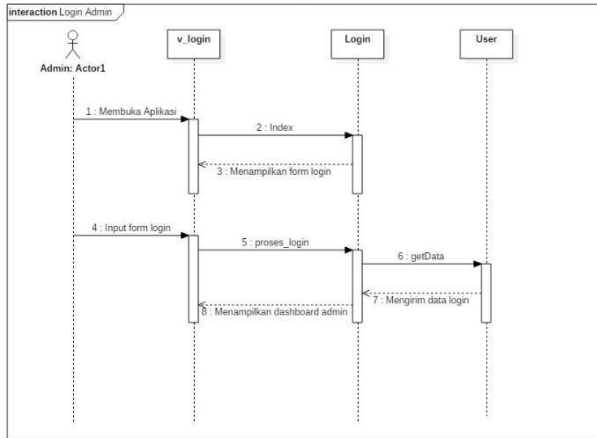 interaction Login Admin
v_login
Login
User
Admin: Actor1
1 : Membuka Aplikasi
2 : Index
3 : Menampilkan form login
4 : Input form login
5 : proses_login
6 : getData
7 : Mengirim data login
8 : Menampilkan dashboard admin